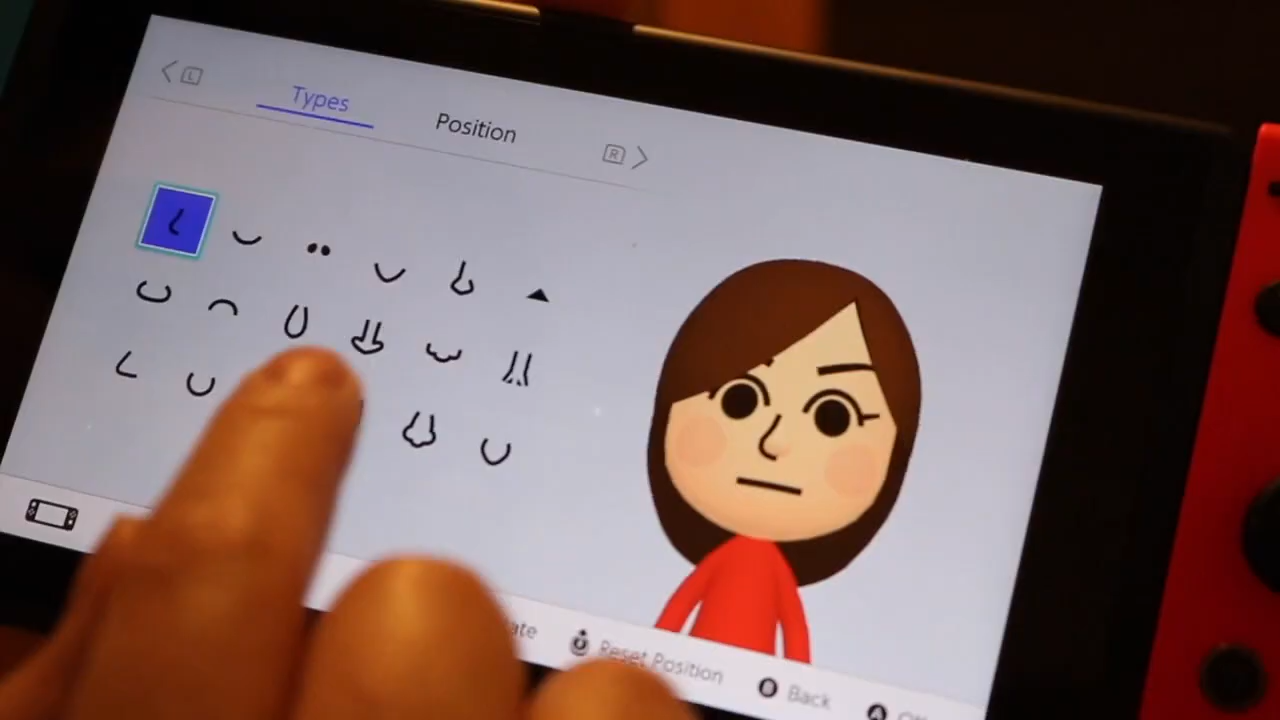 L
Types
Position
R
Reset Position
B Back
A